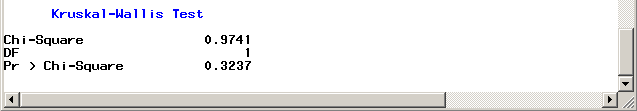 Kruskal-Wallis Test
Chi-Square 0.9741
DF 1
Pr > Chi-Square 0.3237